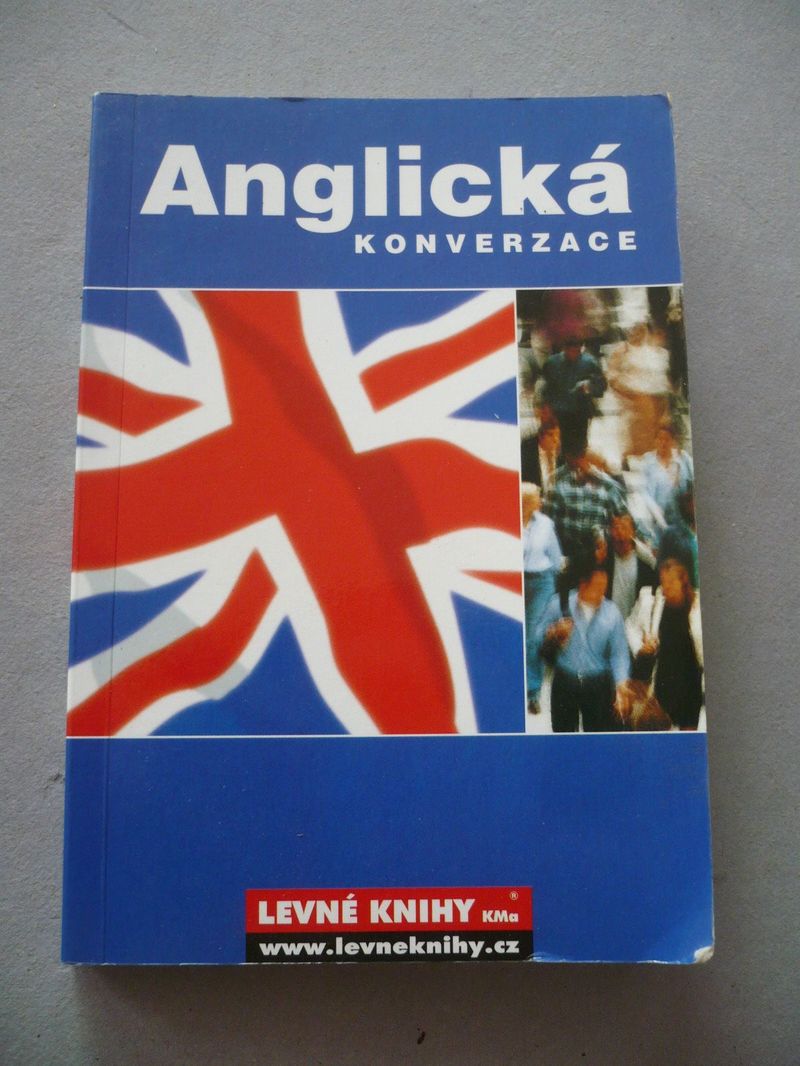 Anglická
KONVERZACE
LEVNÉ KNIHY KMa ®
www.levneknihy.cz